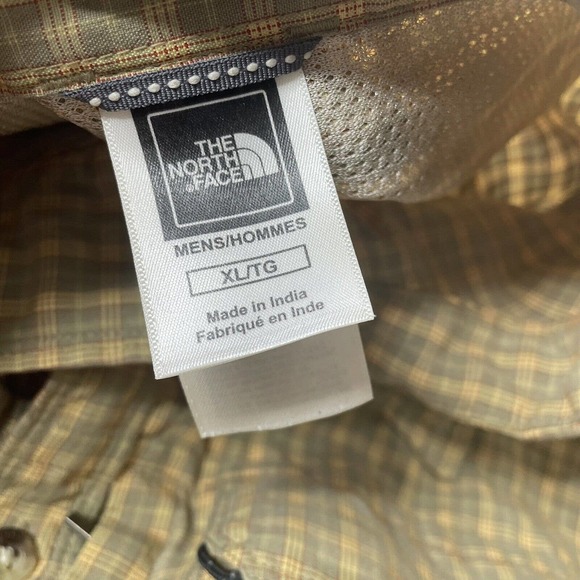 THE
NORTH
FACE
MENS/HOMMES
XL/TG
Made in India
Fabriqué en Inde